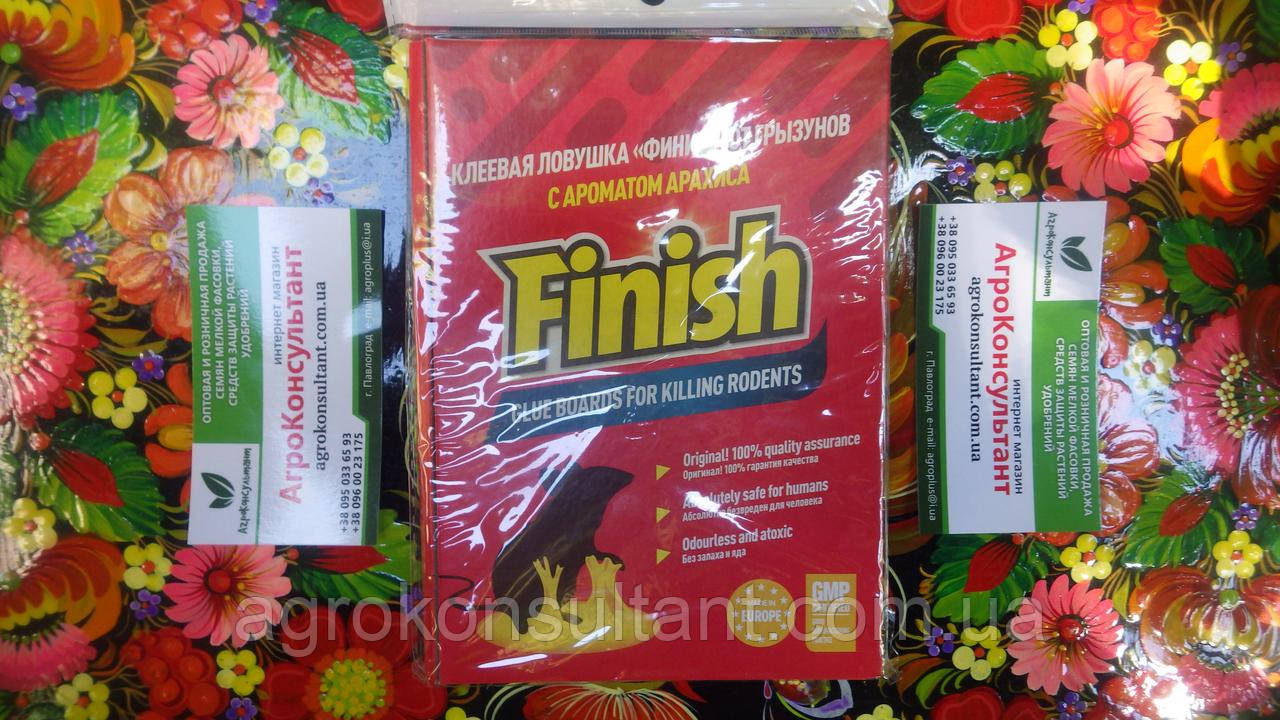 КЛЕЕВАЯ ЛОВУШКА «ФИНИ ГРЫЗУНОВ
С АРОМАТОМ АРАХИСА
Finish
GLUE BOARDS FOR KILLING RODENTS
Original! 100% quality assurance
Оригинал! 100% гарантия качества
Absolutely safe for humans
Абсолютно безвреден для человека
Odourless and atoxic
Без запаха и яда
MADE IN
EUROPE
GMP
ОПТОВАЯ И РОЗНИЧНАЯ ПРОДАЖА
СЕМЯН МЕЛКОЙ ФАСОВКИ,
СРЕДСТВ ЗАЩИТЫ РАСТЕНИЙ
УДОБРЕНИЙ
АгроКонсультант
интернет магазин
АгроКонсультант
agrokonsultant.com.ua
+38 095 033 65 93
+38 096 00 23 175
г. Павлоград e-mail: agroplus@i.ua
АгроКонсультант
ОПТОВАЯ И РОЗНИЧНАЯ ПРОДАЖА
СЕМЯН МЕЛКОЙ ФАСОВКИ,
СРЕДСТВ ЗАЩИТЫ РАСТЕНИЙ
УДОБРЕНИЙ
интернет магазин
АгроКонсультант
agrokonsultant.com.ua
+38 095 033 65 93
+38 096 00 23 175
г. Павлоград e-mail: agroplus@i.ua
agrokonsultant.com.ua